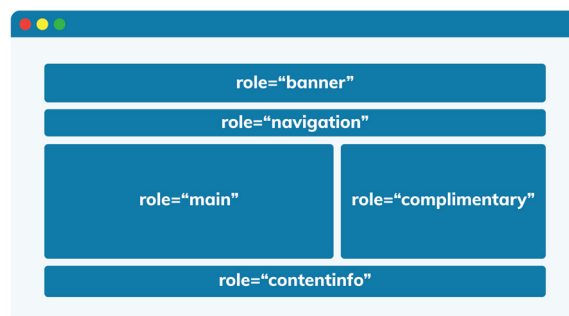 role=“banner”
role=“navigation”
role=“main”
role=“complimentary”
role=“contentinfo”